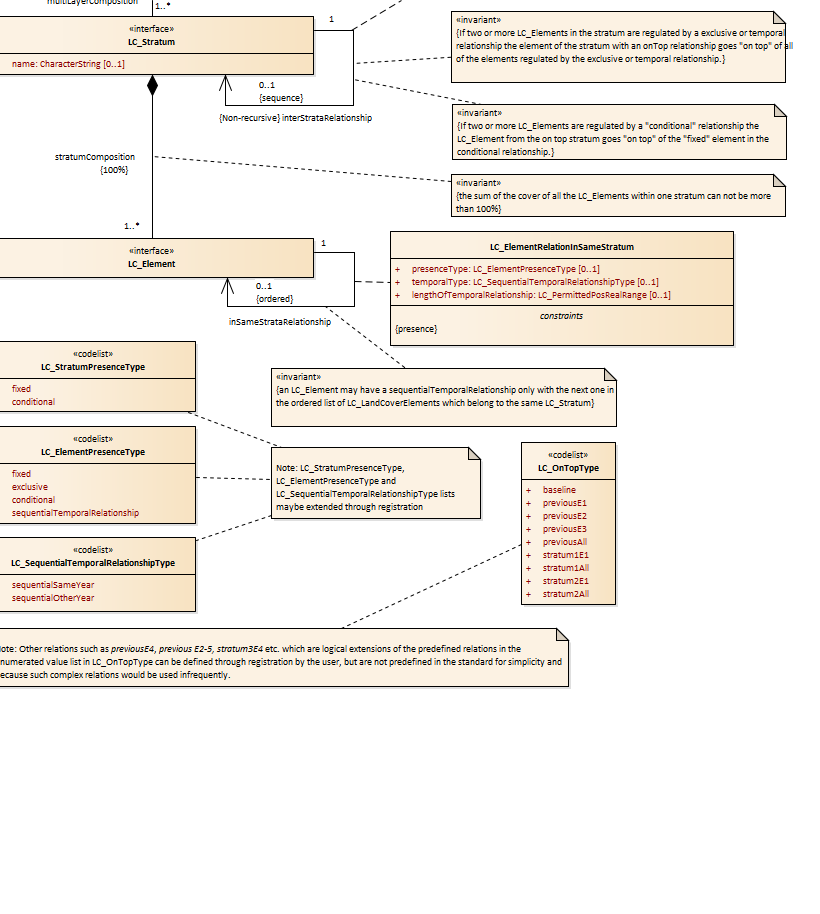 multiLayerComposition
1..*
«interface»
LC_Stratum
name: CharacterString [0..1]
1
0..1
{sequence}
{Non-recursive} interStrataRelationship
«invariant»
{If two or more LC_Elements in the stratum are regulated by a exclusive or temporal
relationship the element of the stratum with an onTop relationship goes "on top" of all
of the elements regulated by the exclusive or temporal relationship.}
«invariant»
{If two or more LC_Elements are regulated by a "conditional" relationship the
LC_Element from the on top stratum goes "on top" of the "fixed" element in the
conditional relationship.}
stratumComposition
{100%}
«invariant»
{the sum of the cover of all the LC_Elements within one stratum can not be more
than 100%}
1..*
«interface»
LC_Element
1
0..1
{ordered}
inSameStrataRelationship
LC_ElementRelationInSameStratum
+ presenceType: LC_ElementPresenceType [0..1]
+ temporalType: LC_SequentialTemporalRelationshipType [0..1]
+ lengthOfTemporalRelationship: LC_PermittedPosRealRange [0..1]
constraints
{presence}
«codelist»
LC_StratumPresenceType
fixed
conditional
«invariant»
{an LC_Element may have a sequentialTemporalRelationship only with the next one in
the ordered list of LC_LandCoverElements which belong to the same LC_Stratum}
«codelist»
LC_ElementPresenceType
fixed
exclusive
conditional
sequentialTemporalRelationship
Note: LC_StratumPresenceType,
LC_ElementPresenceType and
LC_SequentialTemporalRelationshipType lists
maybe extended through registration
«codelist»
LC_OnTopType
+ baseline
+ previousE1
+ previousE2
+ previousE3
+ previousAll
+ stratum1E1
+ stratum1All
+ stratum2E1
+ stratum2All
«codelist»
LC_SequentialTemporalRelationshipType
sequentialSameYear
sequentialOtherYear
ote: Other relations such as previousE4, previous E2-5, stratum3E4 etc. which are logical extensions of the predefined relations in the
numerated value list in LC_OnTopType can be defined through registration by the user, but are not predefined in the standard for simplicity and
ecause such complex relations would be used infrequently.